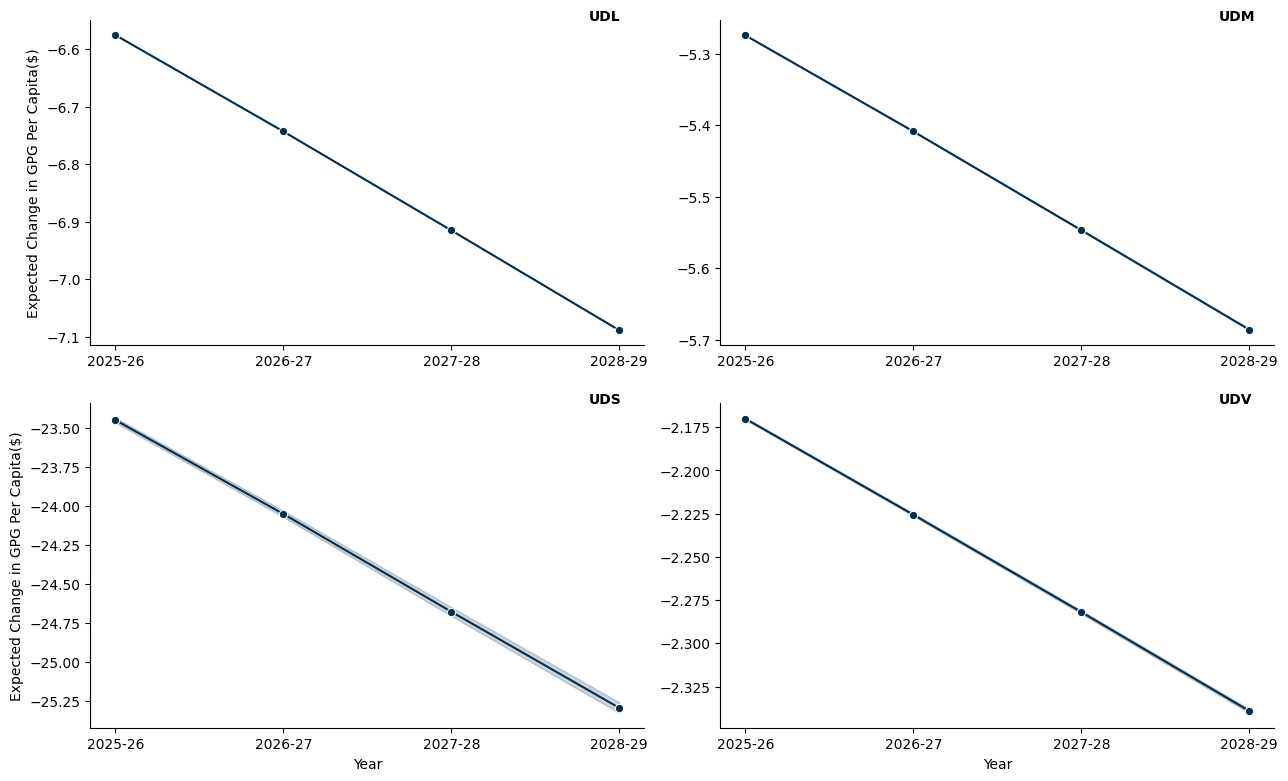 UDL
Expected Change in GPG Per Capita($)
−6.6
−6.7
−6.8
−6.9
−7.0
−7.1
2025-26 2026-27 2027-28 2028-29
UDM
−5.3
−5.4
−5.5
−5.6
−5.7
2025-26 2026-27 2027-28 2028-29
UDS
Expected Change in GPG Per Capita($)
−23.50
−23.75
−24.00
−24.25
−24.50
−24.75
−25.00
−25.25
2025-26 2026-27 2027-28 2028-29
Year
UDV
−2.175
−2.200
−2.225
−2.250
−2.275
−2.300
−2.325
2025-26 2026-27 2027-28 2028-29
Year